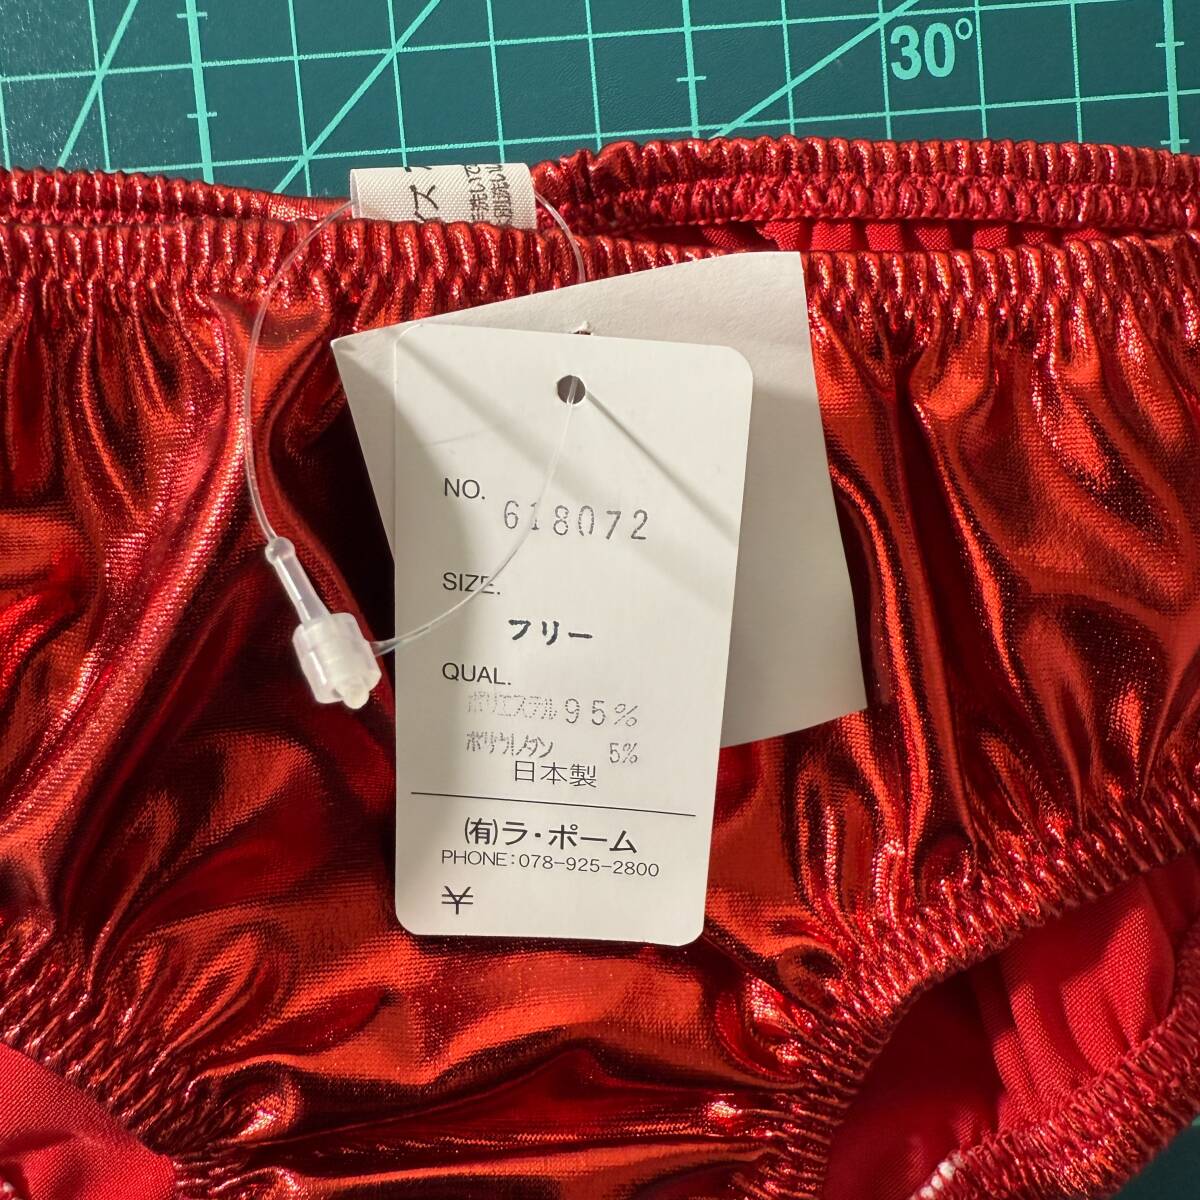 30°
NO.
618072
SIZE.
フリー
QUAL.
ポリエステル95%
ポリウレタン 5%
日本製
(有)ラ・ポーム
PHONE:078-925-2800
¥